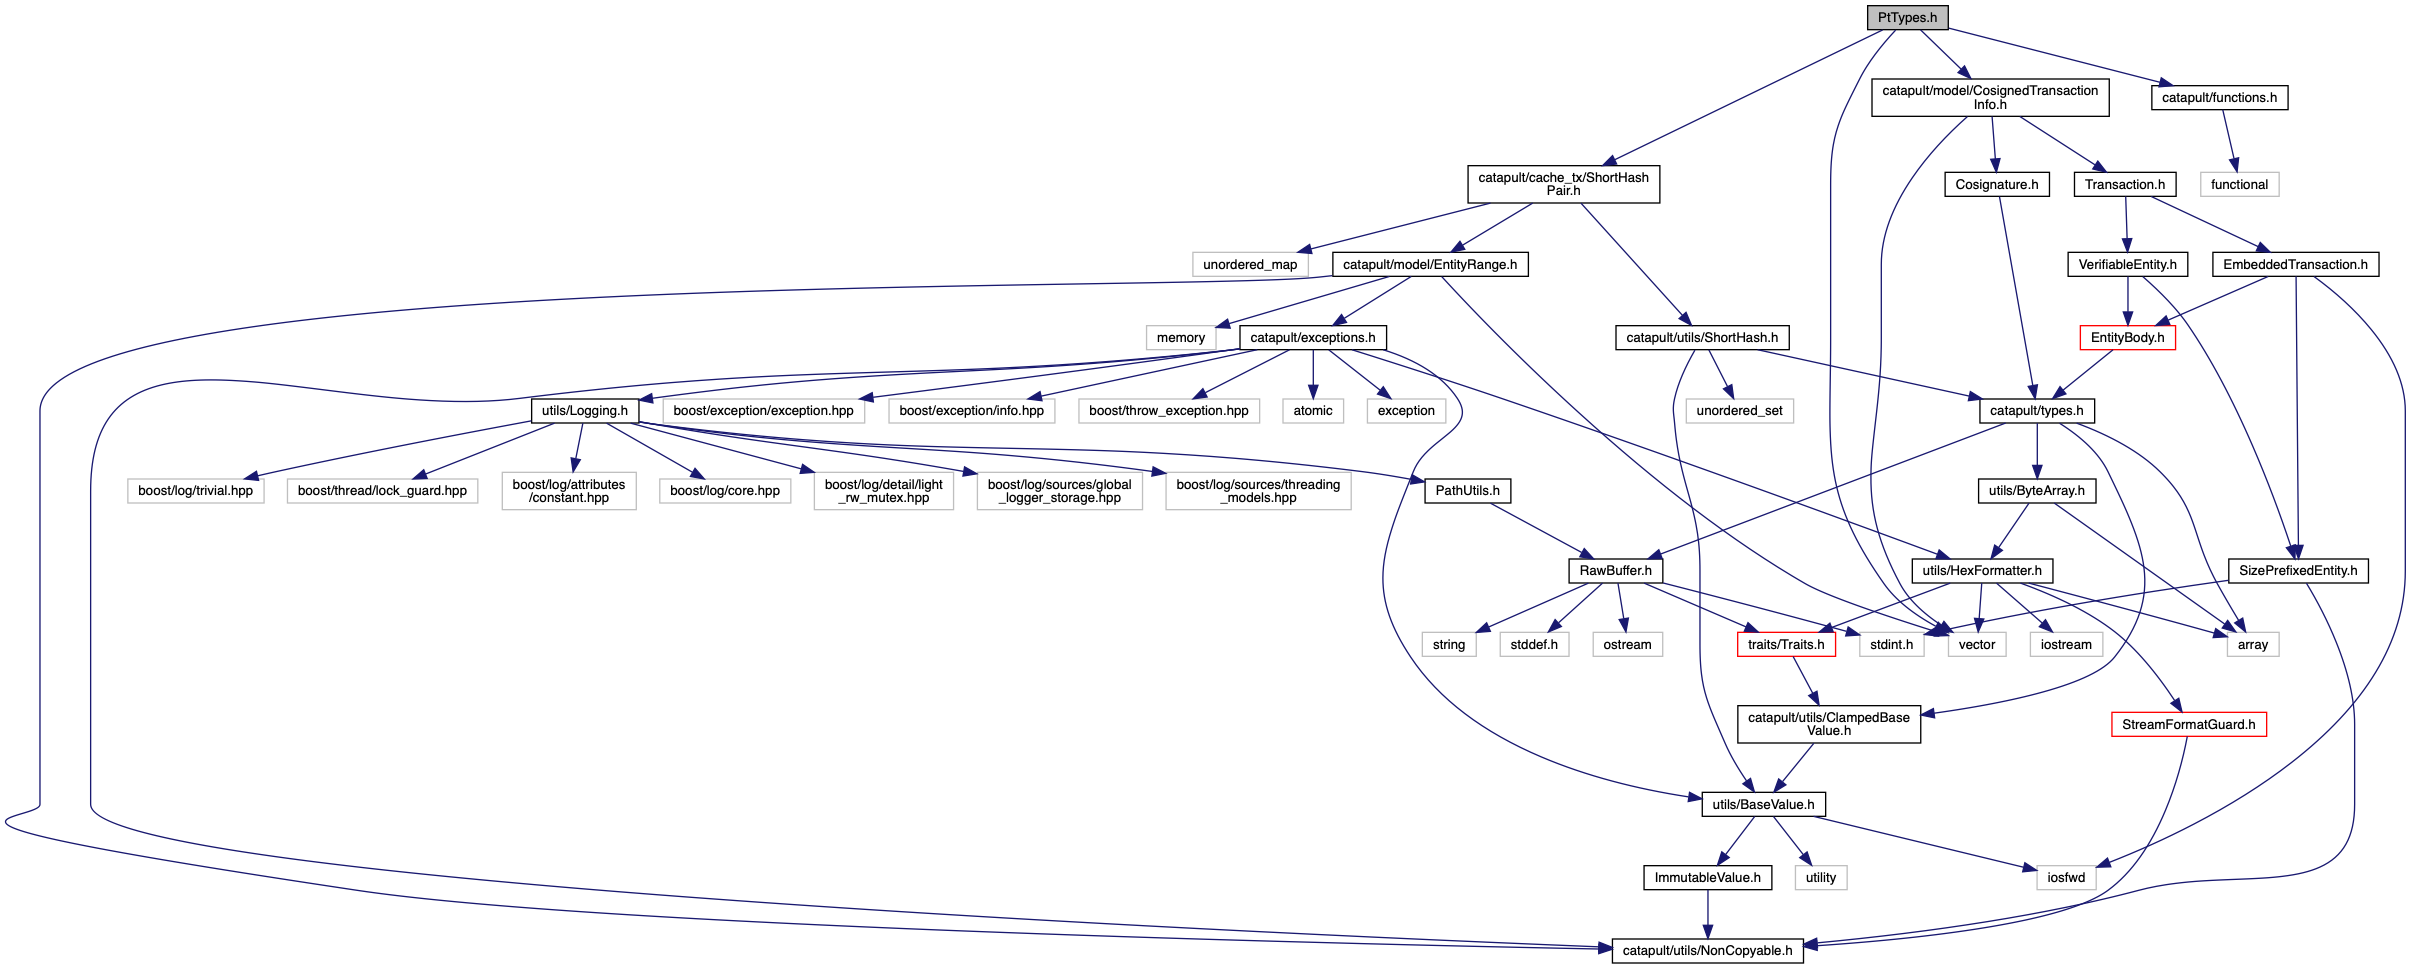 PtTypes.h
catapult/model/CosignedTransaction
Info.h
catapult/functions.h
catapult/cache_tx/ShortHash
Pair.h
Cosignature.h
Transaction.h
functional
unordered_map
catapult/model/EntityRange.h
VerifiableEntity.h
EmbeddedTransaction.h
memory
catapult/exceptions.h
catapult/utils/ShortHash.h
EntityBody.h
utils/Logging.h
boost/exception/exception.hpp
boost/exception/info.hpp
boost/throw_exception.hpp
atomic
exception
unordered_set
catapult/types.h
boost/log/trivial.hpp
boost/thread/lock_guard.hpp
boost/log/attributes
/constant.hpp
boost/log/core.hpp
boost/log/detail/light
_rw_mutex.hpp
boost/log/sources/global
_logger_storage.hpp
boost/log/sources/threading
_models.hpp
PathUtils.h
utils/ByteArray.h
RawBuffer.h
utils/HexFormatter.h
SizePrefixedEntity.h
string
stddef.h
ostream
traits/Traits.h
stdint.h
vector
iostream
array
catapult/utils/ClampedBase
Value.h
StreamFormatGuard.h
utils/BaseValue.h
ImmutableValue.h
utility
iosfwd
catapult/utils/NonCopyable.h